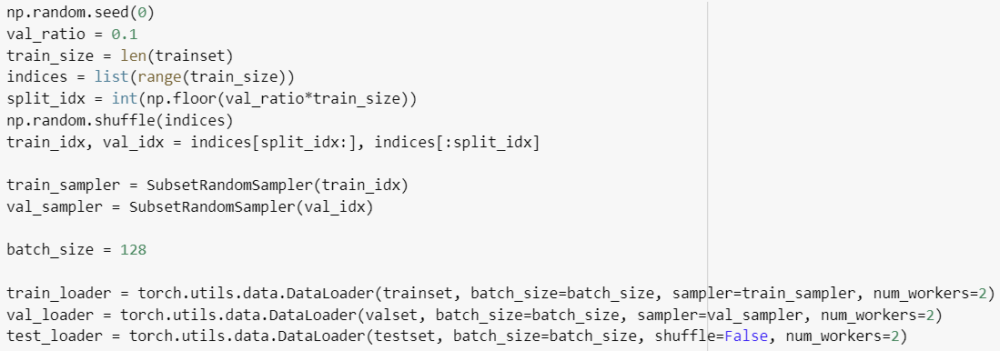 np.random.seed(0)
val_ratio = 0.1
train_size = len(trainset)
indices = list(range(train_size))
split_idx = int(np.floor(val_ratio*train_size))
np.random.shuffle(indices)
train_idx, val_idx = indices[split_idx:], indices[:split_idx]

train_sampler = SubsetRandomSampler(train_idx)
val_sampler = SubsetRandomSampler(val_idx)

batch_size = 128

train_loader = torch.utils.data.DataLoader(trainset, batch_size=batch_size, sampler=train_sampler, num_workers=2)
val_loader = torch.utils.data.DataLoader(valset, batch_size=batch_size, sampler=val_sampler, num_workers=2)
test_loader = torch.utils.data.DataLoader(testset, batch_size=batch_size, shuffle=False, num_workers=2)